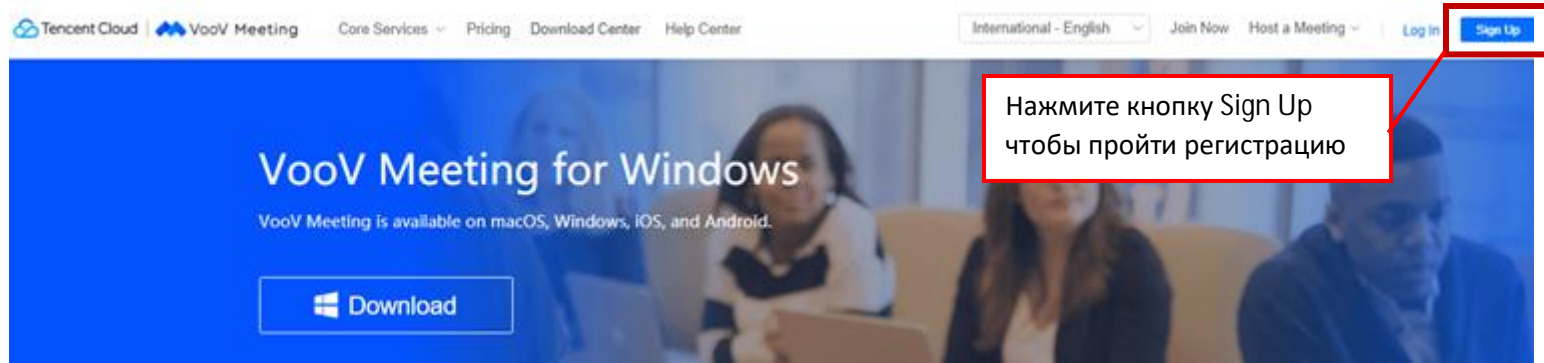 Tencent Cloud VooV Meeting Core Services Pricing Download Center Help Center International - English Join Now Host a Meeting Log In Sign Up
Нажмите кнопку Sign Up
чтобы пройти регистрацию
VooV Meeting for Windows
VooV Meeting is available on macOS, Windows, iOS, and Android.
Download